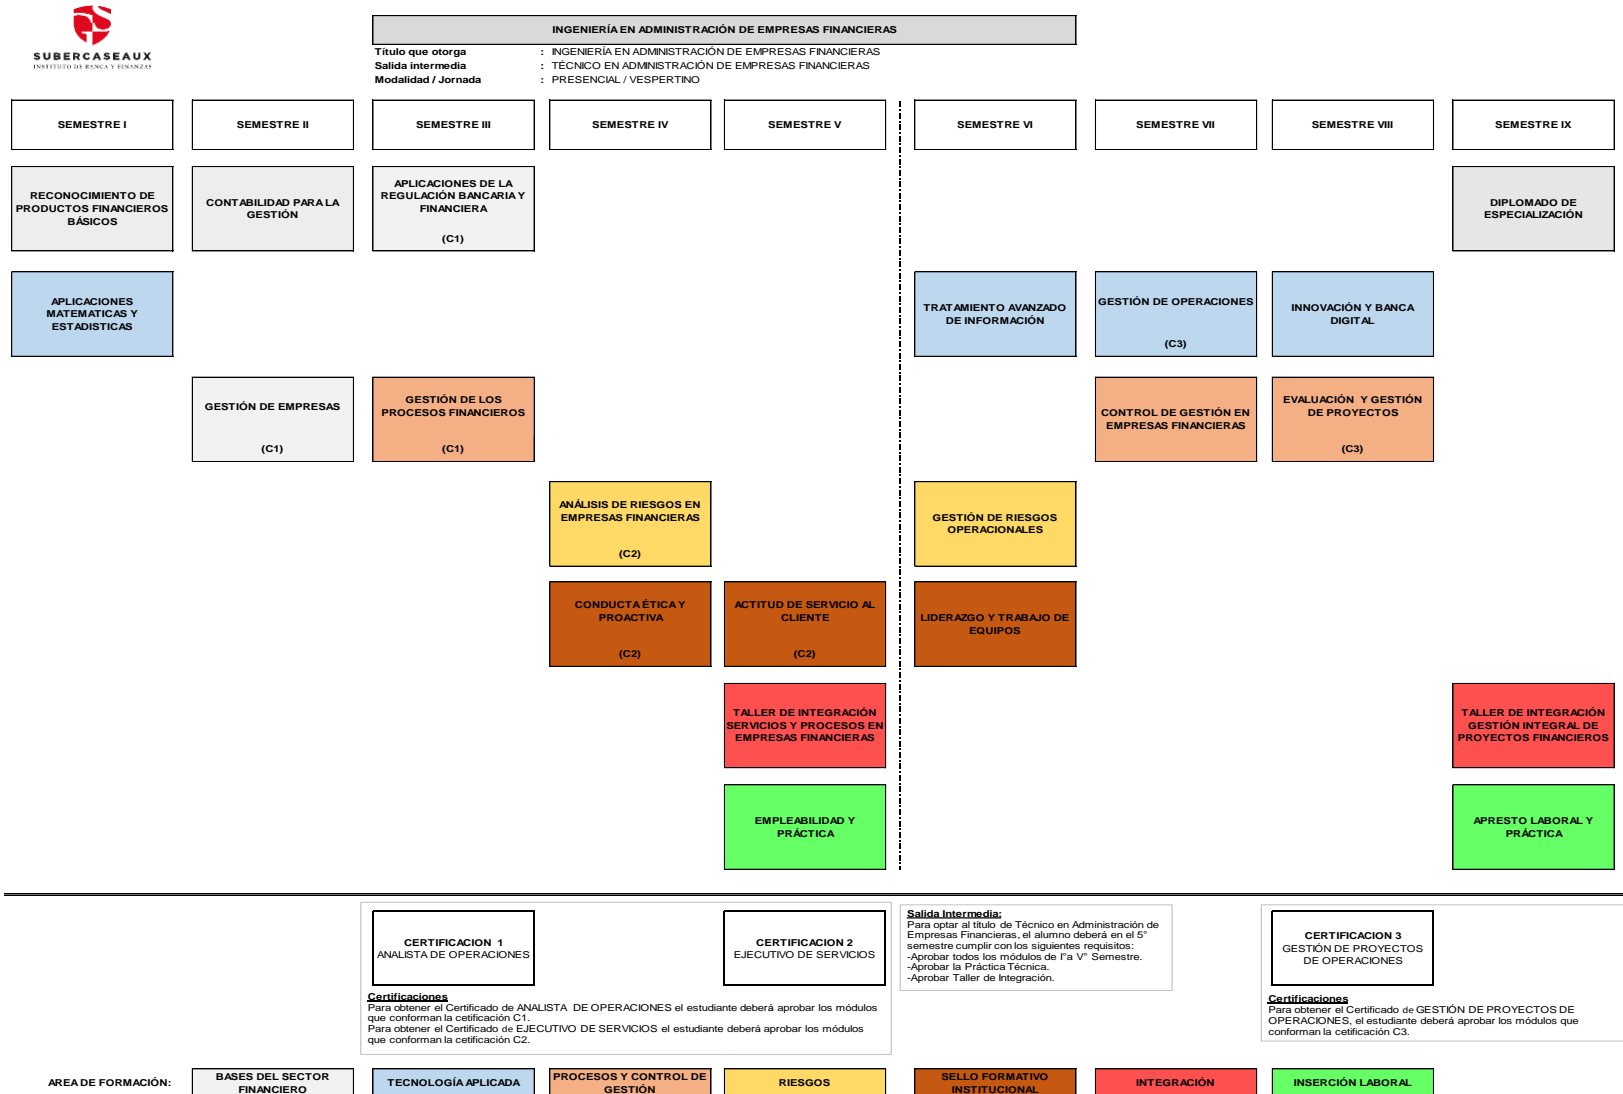 SUBERCASEAUX
INSTITUTO DE BANCA Y FINANZAS
INGENIERÍA EN ADMINISTRACIÓN DE EMPRESAS FINANCIERAS
Título que otorga : INGENIERÍA EN ADMINISTRACIÓN DE EMPRESAS FINANCIERAS
Salida intermedia : TÉCNICO EN ADMINISTRACIÓN DE EMPRESAS FINANCIERAS
Modalidad / Jornada : PRESENCIAL / VESPERTINO
SEMESTRE I
SEMESTRE II
SEMESTRE III
SEMESTRE IV
SEMESTRE V
SEMESTRE VI
SEMESTRE VII
SEMESTRE VIII
SEMESTRE IX
RECONOCIMIENTO DE
PRODUCTOS FINANCIEROS
BÁSICOS
CONTABILIDAD PARA LA
GESTIÓN
APLICACIONES DE LA
REGULACIÓN BANCARIA Y
FINANCIERA
(C1)
DIPLOMADO DE
ESPECIALIZACIÓN
APLICACIONES
MATEMATICAS Y
ESTADISTICAS
TRATAMIENTO AVANZADO
DE INFORMACIÓN
GESTIÓN DE OPERACIONES
(C3)
INNOVACIÓN Y BANCA
DIGITAL
GESTIÓN DE EMPRESAS
(C1)
GESTIÓN DE LOS
PROCESOS FINANCIEROS
(C1)
CONTROL DE GESTIÓN EN
EMPRESAS FINANCIERAS
EVALUACIÓN Y GESTIÓN
DE PROYECTOS
(C3)
ANÁLISIS DE RIESGOS EN
EMPRESAS FINANCIERAS
(C2)
GESTIÓN DE RIESGOS
OPERACIONALES
CONDUCTA ÉTICA Y
PROACTIVA
(C2)
ACTITUD DE SERVICIO AL
CLIENTE
(C2)
LIDERAZGO Y TRABAJO DE
EQUIPOS
TALLER DE INTEGRACIÓN
SERVICIOS Y PROCESOS EN
EMPRESAS FINANCIERAS
TALLER DE INTEGRACIÓN
GESTIÓN INTEGRAL DE
PROYECTOS FINANCIEROS
EMPLEABILIDAD Y
PRÁCTICA
APRESTO LABORAL Y
PRÁCTICA
CERTIFICACION 1
ANALISTA DE OPERACIONES
CERTIFICACION 2
EJECUTIVO DE SERVICIOS
Certificaciones
Para obtener el Certificado de ANALISTA DE OPERACIONES el estudiante deberá aprobar los módulos
que conforman la cetificación C1.
Para obtener el Certificado de EJECUTIVO DE SERVICIOS el estudiante deberá aprobar los módulos
que conforman la cetificación C2.
Salida Intermedia:
Para optar al título de Técnico en Administración de
Empresas Financieras, el alumno deberá en el 5°
semestre cumplir con los siguientes requisitos:
-Aprobar todos los módulos de I°a V° Semestre.
-Aprobar la Práctica Técnica.
-Aprobar Taller de Integración.
CERTIFICACION 3
GESTIÓN DE PROYECTOS
DE OPERACIONES
Certificaciones
Para obtener el Certificado de GESTIÓN DE PROYECTOS DE
OPERACIONES, el estudiante deberá aprobar los módulos que
conforman la cetificación C3.
AREA DE FORMACIÓN:
BASES DEL SECTOR
FINANCIERO
TECNOLOGÍA APLICADA
PROCESOS Y CONTROL DE
GESTIÓN
RIESGOS
SELLO FORMATIVO
INSTITUCIONAL
INTEGRACIÓN
INSERCIÓN LABORAL